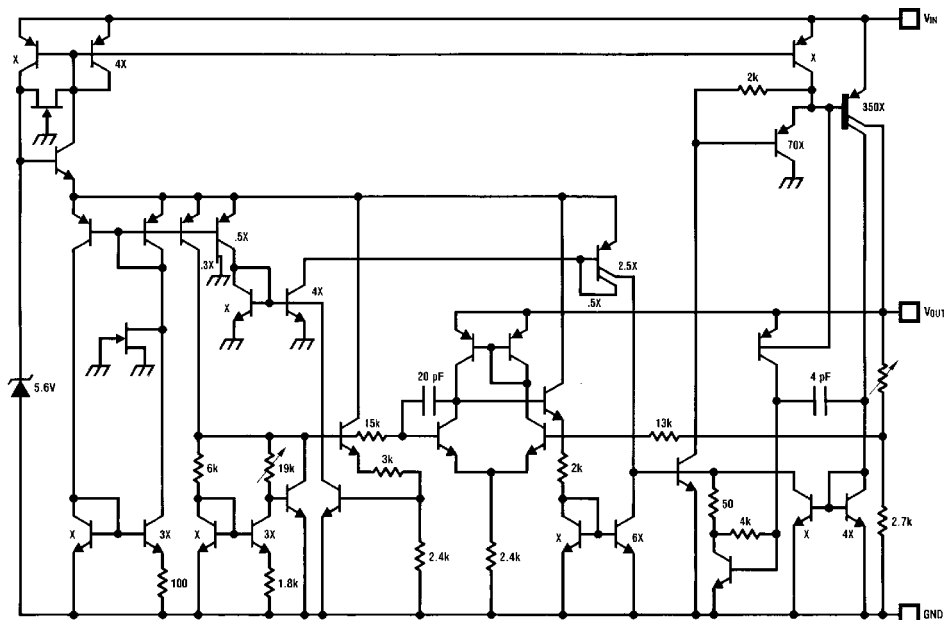 VIN
X
4X
X
2k
350X
70X
.5X
.3X
2.5X
4X
X
.5X
VOUT
20 pF
4 pF
5.6V
15k
13k
3k
6k
19k
2k
50
4k
2.7k
X
3X
X
3X
X
6X
X
4X
2.4k
2.4k
100
1.8k
GND